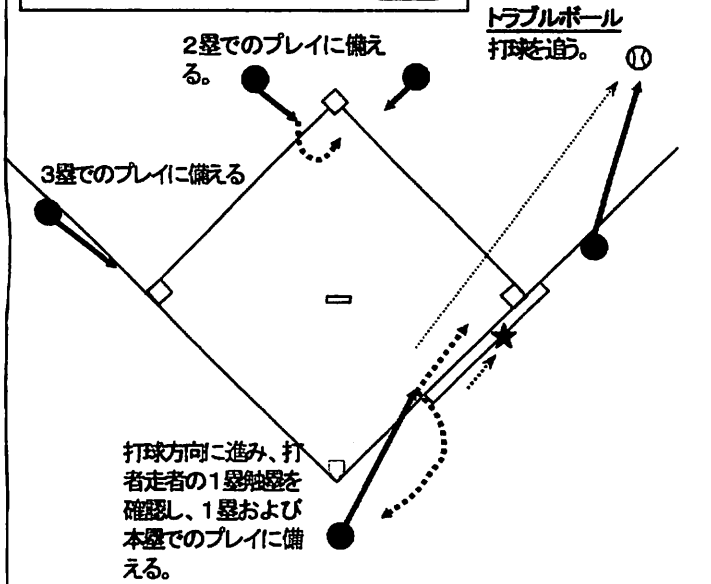 トラブルボール
打球を追う。
2塁でのプレイに備え
る。
3塁でのプレイに備える
打球方向に進み、打
者走者の1塁触塁を
確認し、1塁および
本塁でのプレイに備
える。